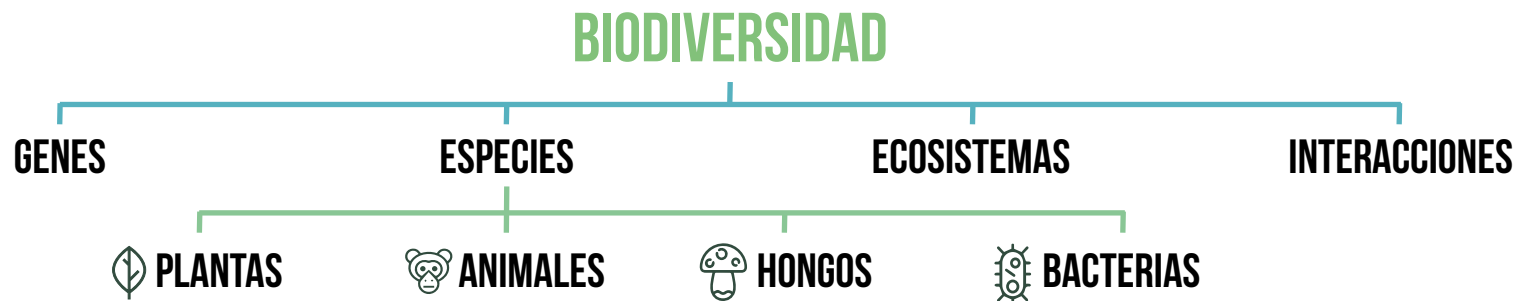 BIODIVERSIDAD
GENES ESPECIES ECOSISTEMAS INTERACCIONES
PLANTAS ANIMALES HONGOS BACTERIAS